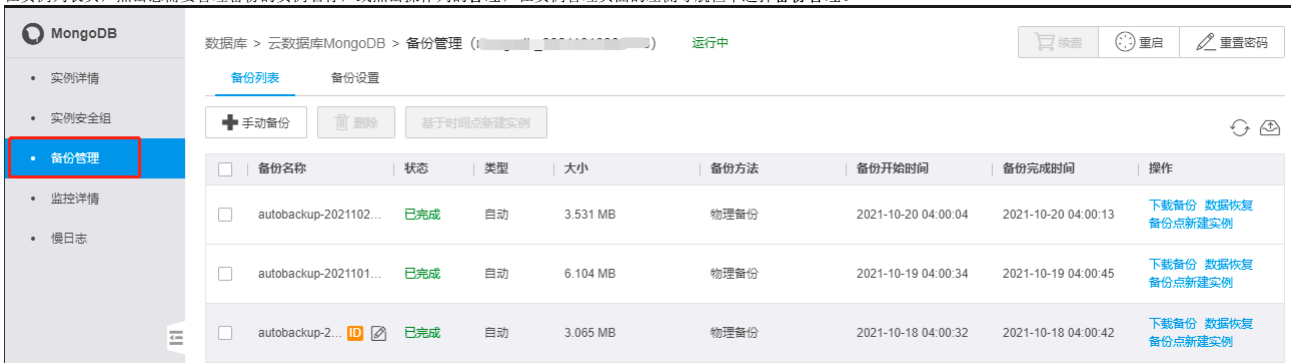 MongoDB
数据库 > 云数据库MongoDB > 备份管理 ( ) 运行中
续费 重启 重置密码
实例详情
实例安全组
备份管理
监控详情
慢日志
备份列表 备份设置
手动备份 删除 基于时间点新建实例
备份名称 状态 类型 大小 备份方法 备份开始时间 备份完成时间 操作
autobackup-2021102... 已完成 自动 3.531 MB 物理备份 2021-10-20 04:00:04 2021-10-20 04:00:13 下载备份 数据恢复
备份点新建实例
autobackup-2021101... 已完成 自动 6.104 MB 物理备份 2021-10-19 04:00:34 2021-10-19 04:00:45 下载备份 数据恢复
备份点新建实例
autobackup-2... ID 已完成 自动 3.065 MB 物理备份 2021-10-18 04:00:32 2021-10-18 04:00:42 下载备份 数据恢复
备份点新建实例